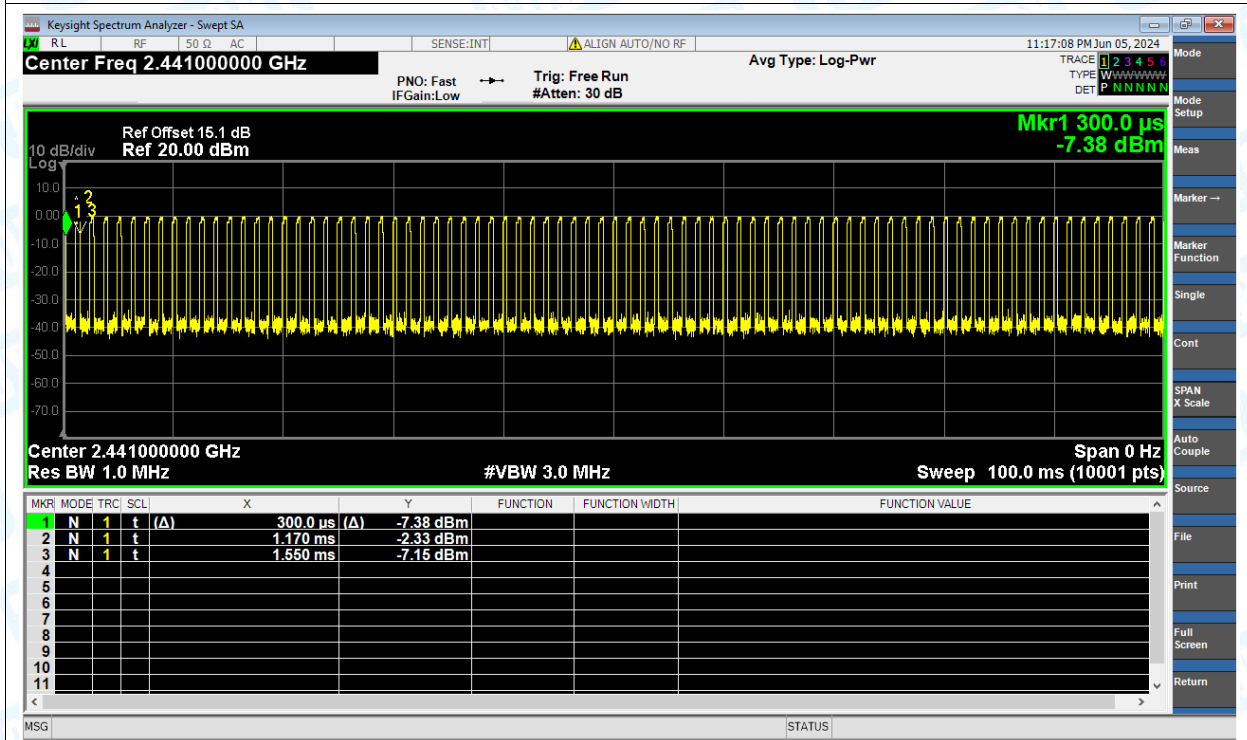 Keysight Spectrum Analyzer - Swept SA
LXI RL RF 50 Ω AC SENSE:INT ALIGN AUTO/NO RF 11:17:08 PM Jun 05, 2024
Center Freq 2.441000000 GHz
PNO: Fast
IFGain:Low
Trig: Free Run
#Atten: 30 dB
Avg Type: Log-Pwr
TRACE 1 2 3 4 5 6
TYPE WWWWWW
DET P N N N N N
Ref Offset 15.1 dB
Ref 20.00 dBm
10 dB/div
Log
Mkr1 300.0 µs
-7.38 dBm
10.0
0.00
-10.0
-20.0
-30.0
-40.0
-50.0
-60.0
-70.0
2
1 3
Center 2.441000000 GHz
Res BW 1.0 MHz
#VBW 3.0 MHz
Span 0 Hz
Sweep 100.0 ms (10001 pts)
MKR MODE TRC SCL X Y FUNCTION FUNCTION WIDTH FUNCTION VALUE
1 N 1 t (Δ) 300.0 µs (Δ) -7.38 dBm
2 N 1 t 1.170 ms -2.33 dBm
3 N 1 t 1.550 ms -7.15 dBm
4
5
6
7
8
9
10
11
MSG STATUS
Mode
Mode
Setup
Meas
Marker →
Marker
Function
Single
Cont
SPAN
X Scale
Auto
Couple
Source
File
Print
Full
Screen
Return